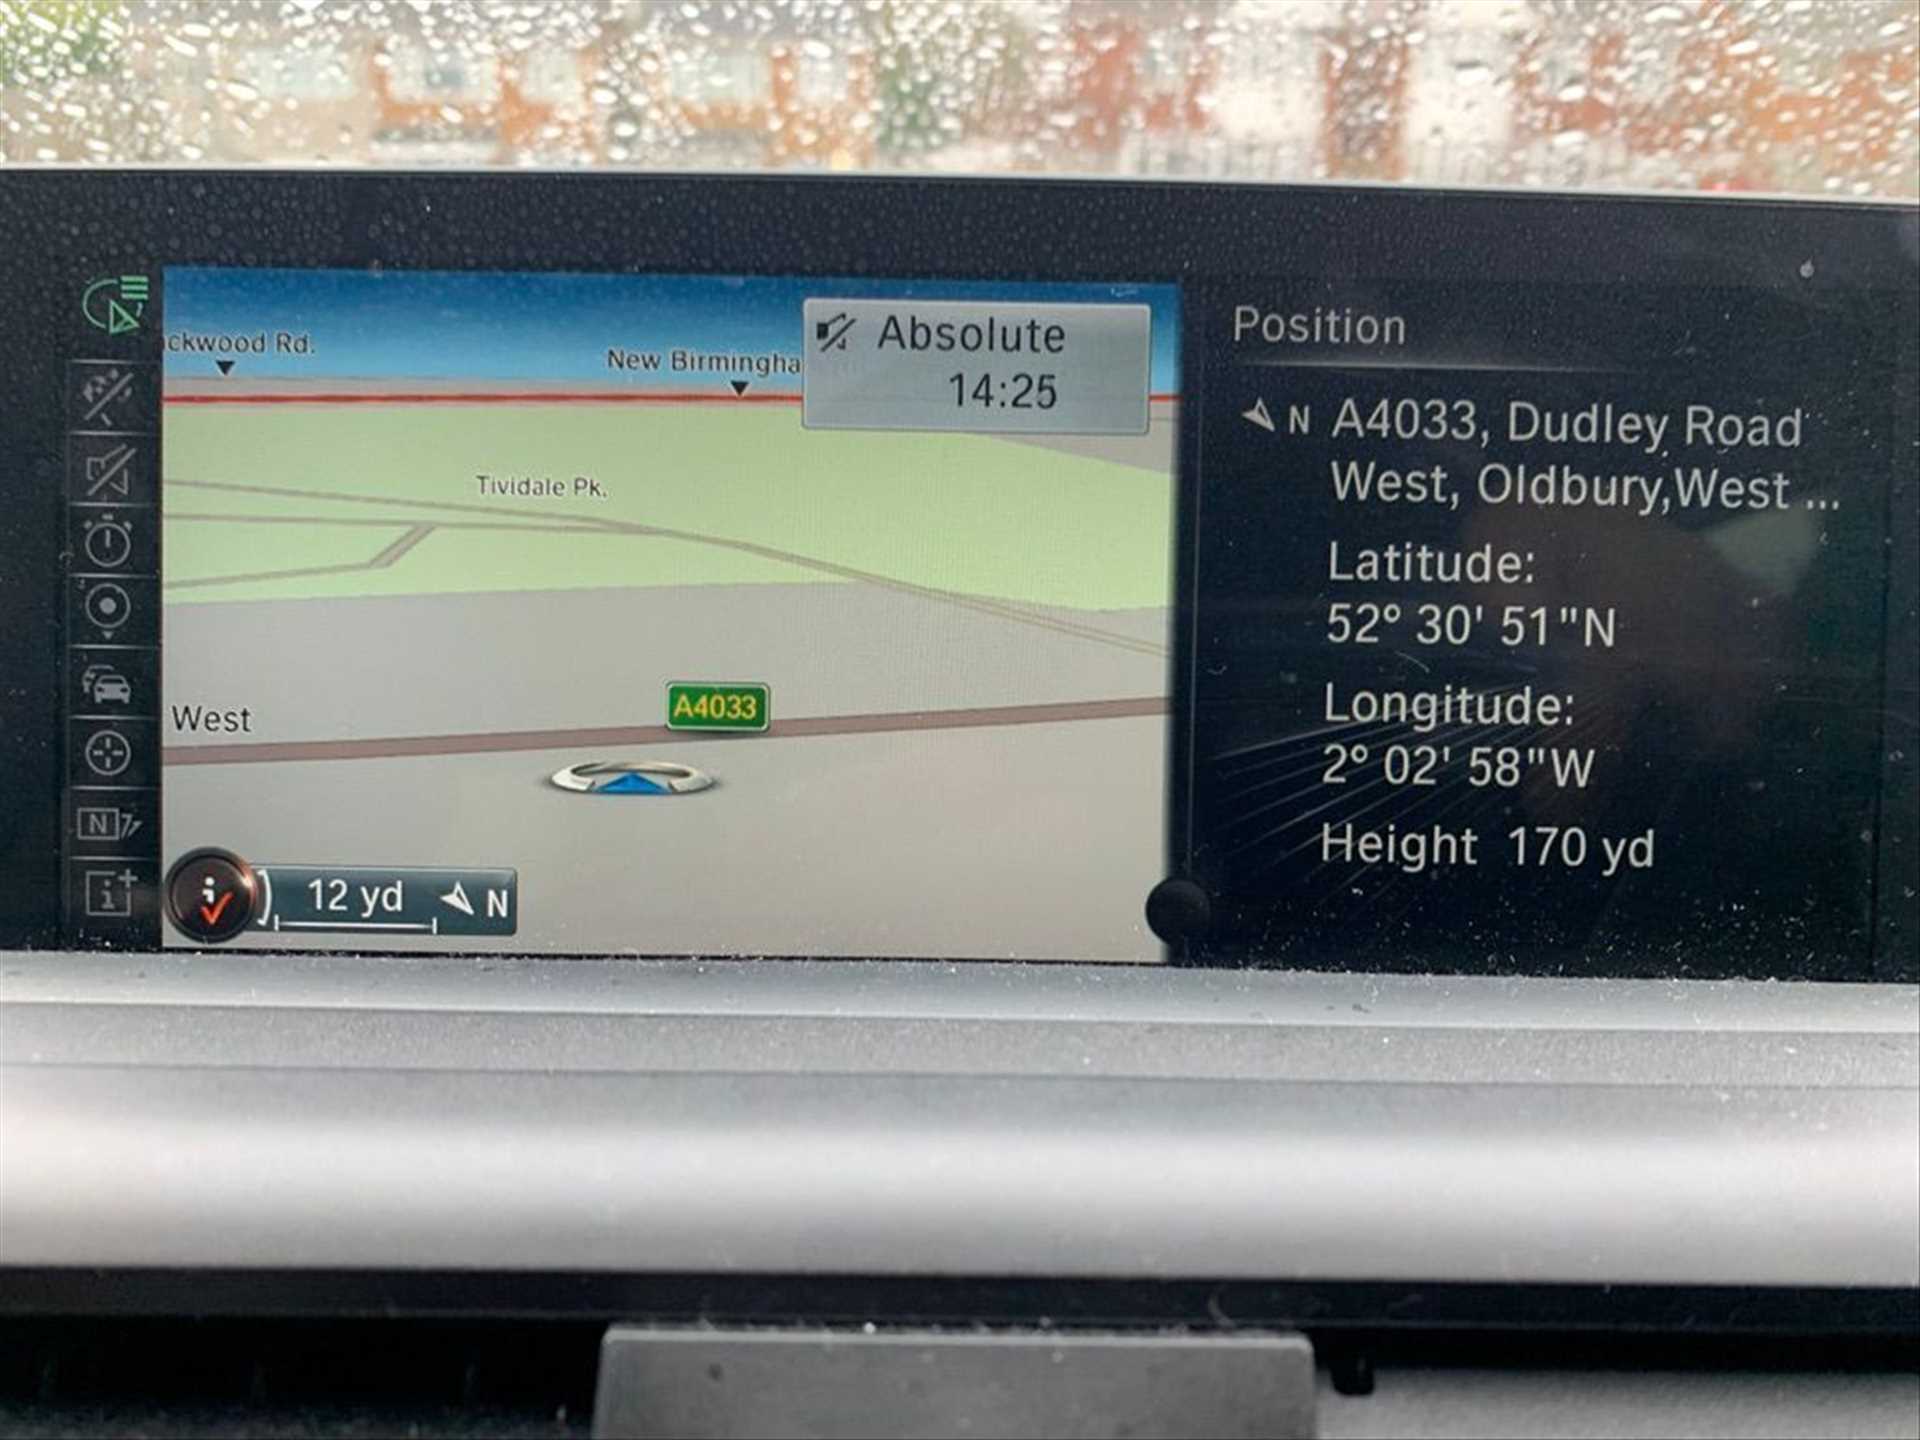 ckwood Rd.
New Birmingha
Absolute
14:25
Tividale Pk.
A4033
West
12 yd
N
N
i
i
Position
N A4033, Dudley Road
West, Oldbury,West ...
Latitude:
52° 30' 51"N
Longitude:
2° 02' 58"W
Height 170 yd